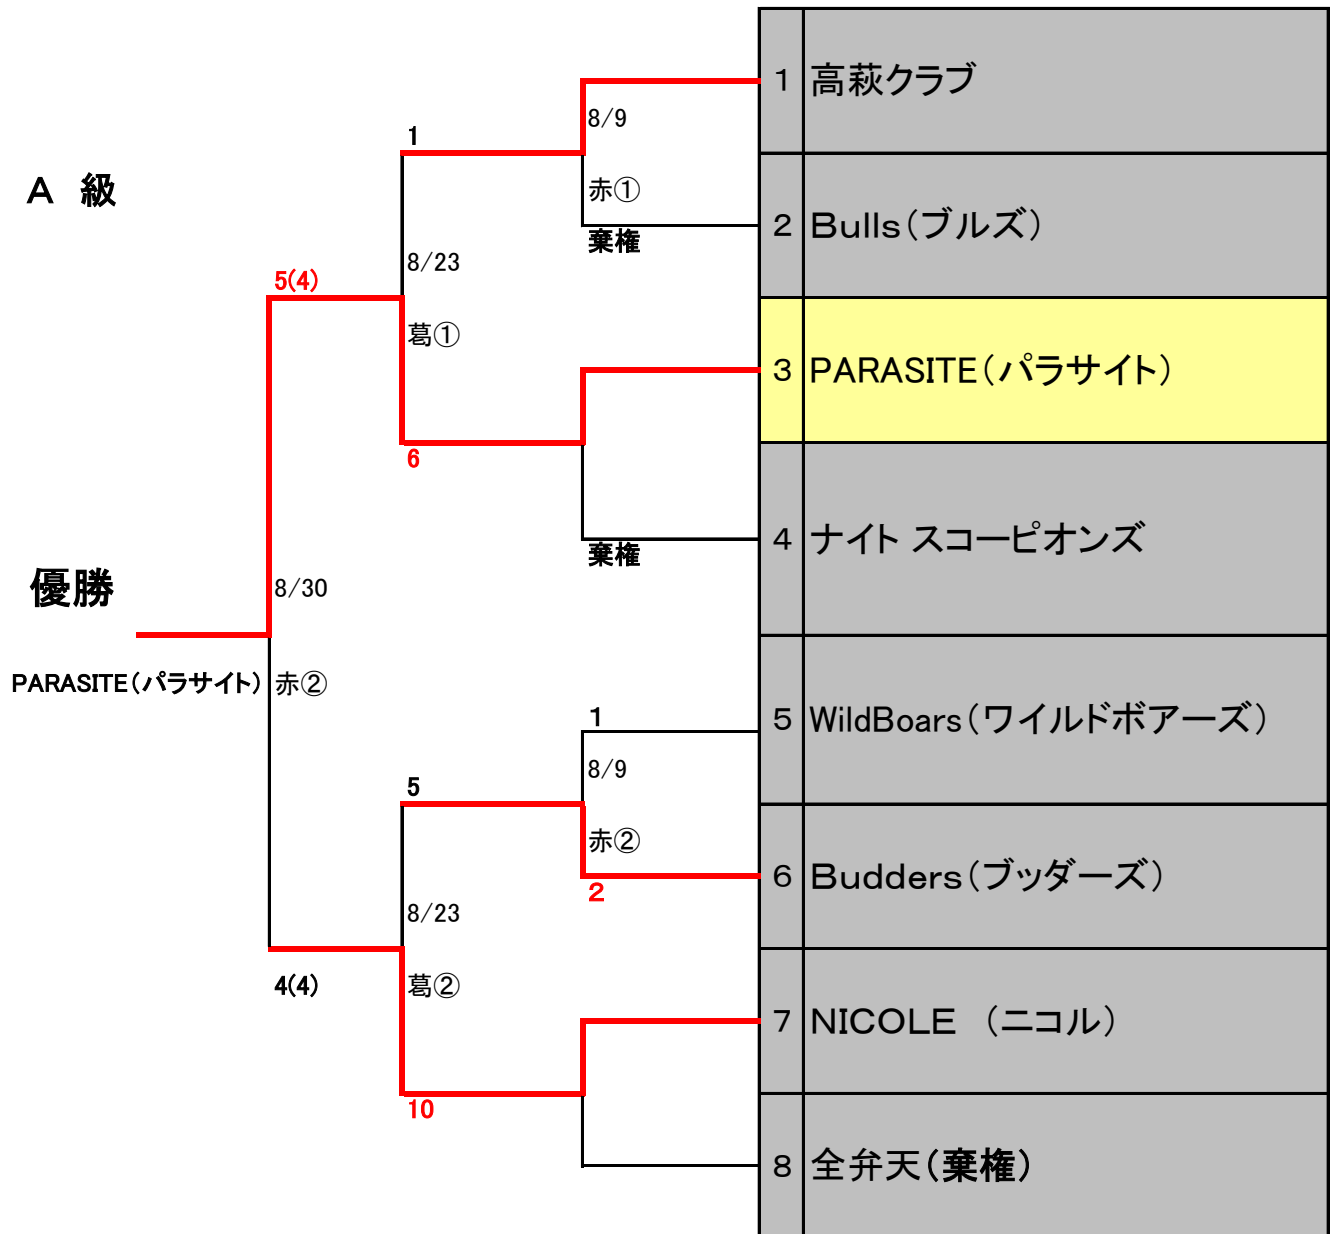 A 級
優勝
PARASITE(パラサイト)
5(4)
8/30
赤②
4(4)
1
8/23
葛①
6
5
8/23
葛②
10
8/9
赤①
棄権
棄権
1
8/9
赤②
2
1 高萩クラブ
2 Bulls(ブルズ)
3 PARASITE(パラサイト)
4 ナイト スコーピオンズ
5 WildBoars(ワイルドボアーズ)
6 Budders(ブッダーズ)
7 NICOLE (ニコル)
8 全弁天(棄権)